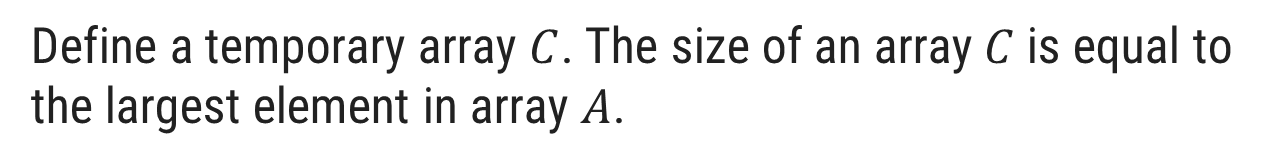 Define a temporary array C. The size of an array C is equal to
the largest element in array A.